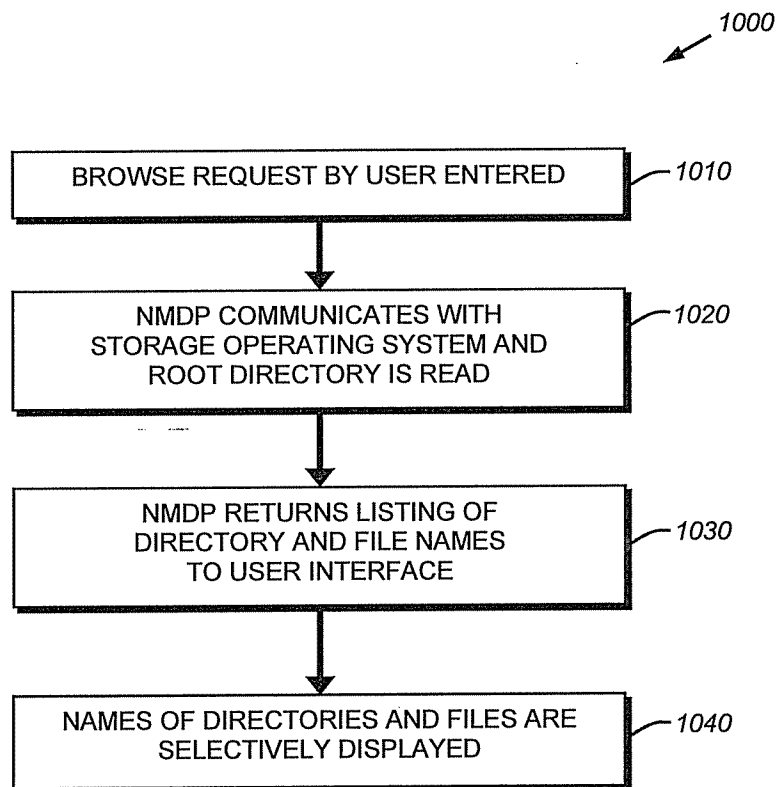 1000
BROWSE REQUEST BY USER ENTERED
1010
NMDP COMMUNICATES WITH
STORAGE OPERATING SYSTEM AND
ROOT DIRECTORY IS READ
1020
NMDP RETURNS LISTING OF
DIRECTORY AND FILE NAMES
TO USER INTERFACE
1030
NAMES OF DIRECTORIES AND FILES ARE
SELECTIVELY DISPLAYED
1040